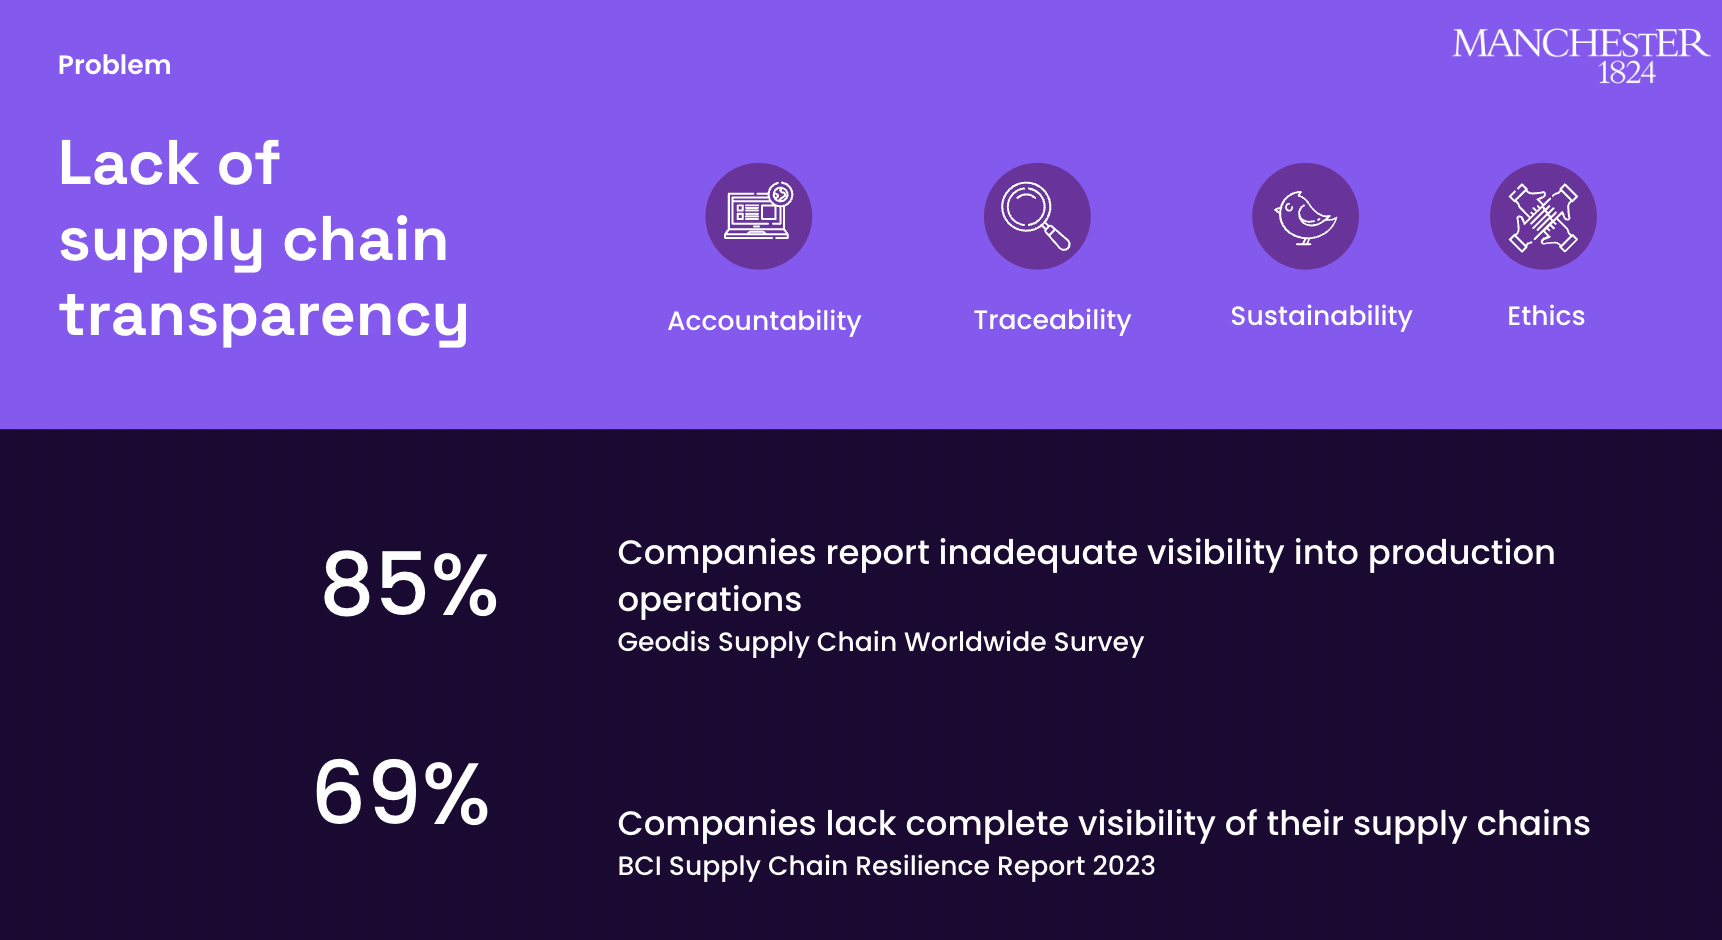 Problem
MANCHESTER
1824
Lack of
supply chain
transparency
Accountability
Traceability
Sustainability
Ethics
85%
Companies report inadequate visibility into production
operations
Geodis Supply Chain Worldwide Survey
69%
Companies lack complete visibility of their supply chains
BCI Supply Chain Resilience Report 2023